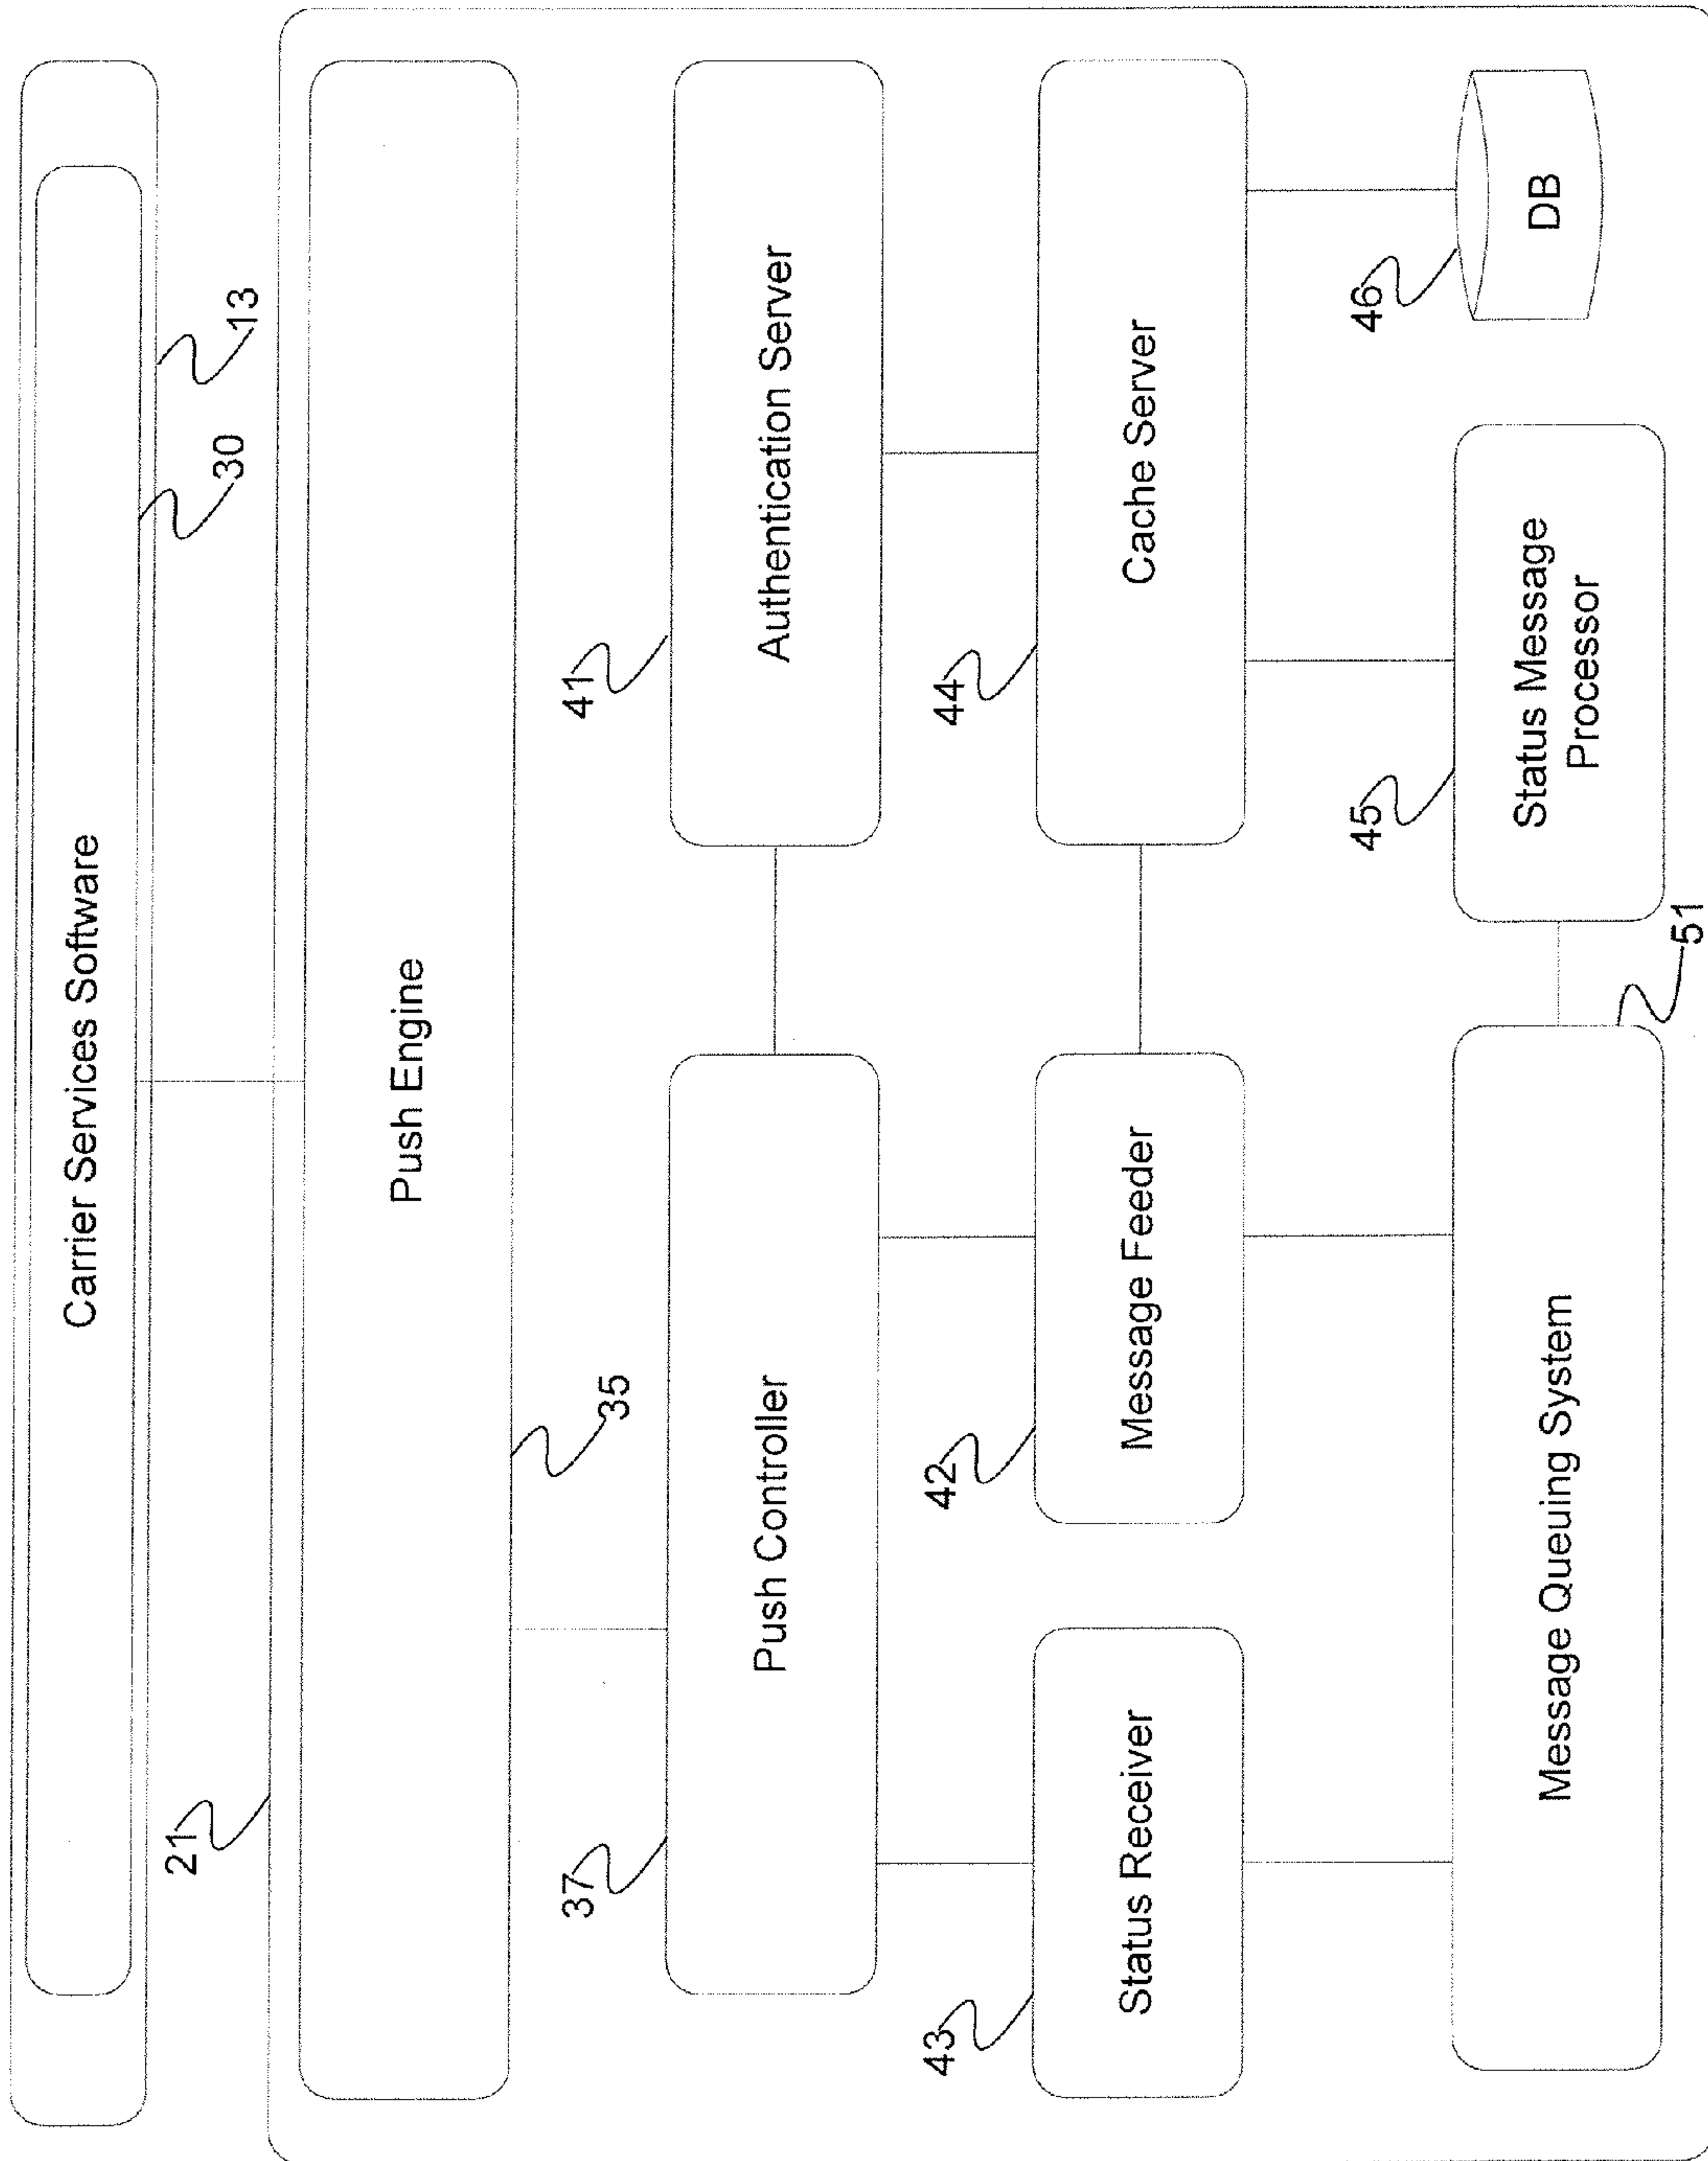 Carrier Services Software
13
30
21
Push Engine
35
37
Push Controller
41
Authentication Server
43
Status Receiver
42
Message Feeder
44
Cache Server
Message Queuing System
51
45
Status Message
Processor
46
DB